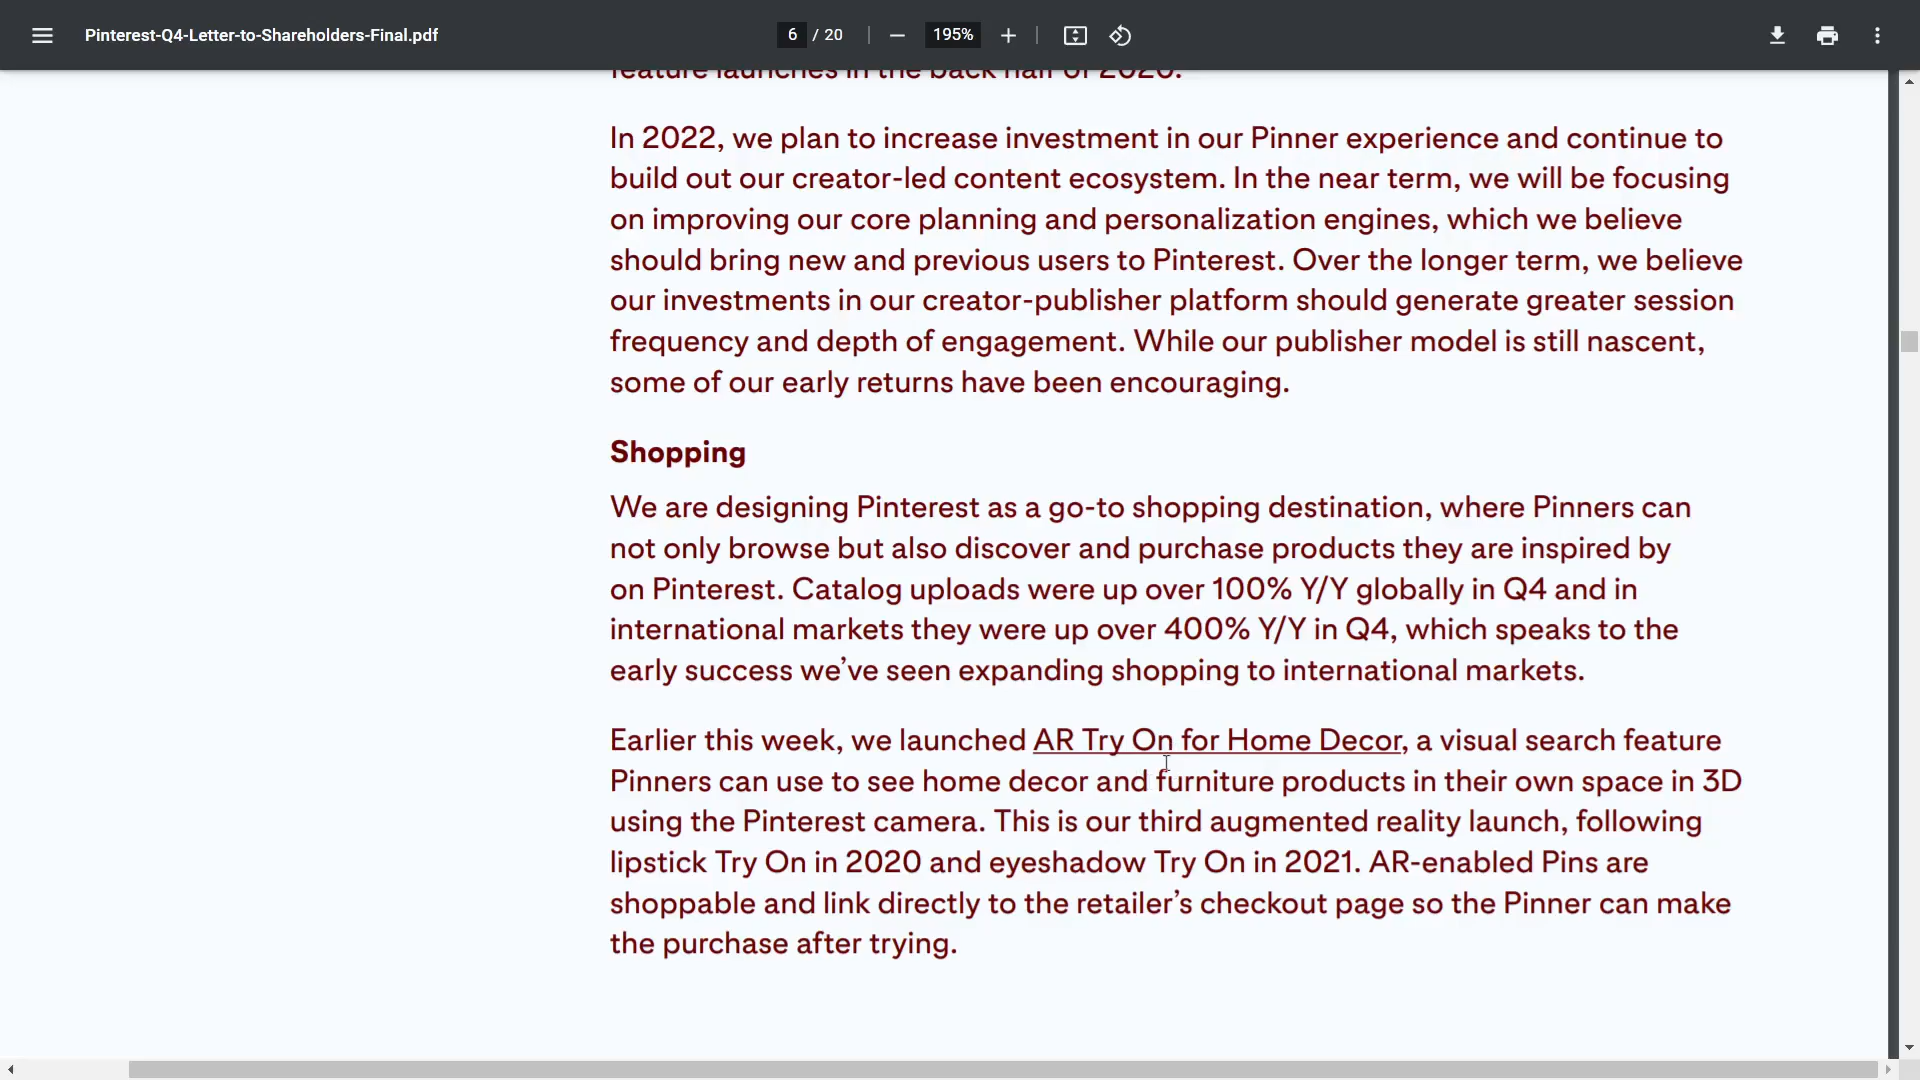 Pinterest-Q4-Letter-to-Shareholders-Final.pdf
6 / 20
195%
feature launches in the back half of 2020.
In 2022, we plan to increase investment in our Pinner experience and continue to
build out our creator-led content ecosystem. In the near term, we will be focusing
on improving our core planning and personalization engines, which we believe
should bring new and previous users to Pinterest. Over the longer term, we believe
our investments in our creator-publisher platform should generate greater session
frequency and depth of engagement. While our publisher model is still nascent,
some of our early returns have been encouraging.
Shopping
We are designing Pinterest as a go-to shopping destination, where Pinners can
not only browse but also discover and purchase products they are inspired by
on Pinterest. Catalog uploads were up over 100% Y/Y globally in Q4 and in
international markets they were up over 400% Y/Y in Q4, which speaks to the
early success we’ve seen expanding shopping to international markets.
Earlier this week, we launched AR Try On for Home Decor, a visual search feature
Pinners can use to see home decor and furniture products in their own space in 3D
using the Pinterest camera. This is our third augmented reality launch, following
lipstick Try On in 2020 and eyeshadow Try On in 2021. AR-enabled Pins are
shoppable and link directly to the retailer’s checkout page so the Pinner can make
the purchase after trying.